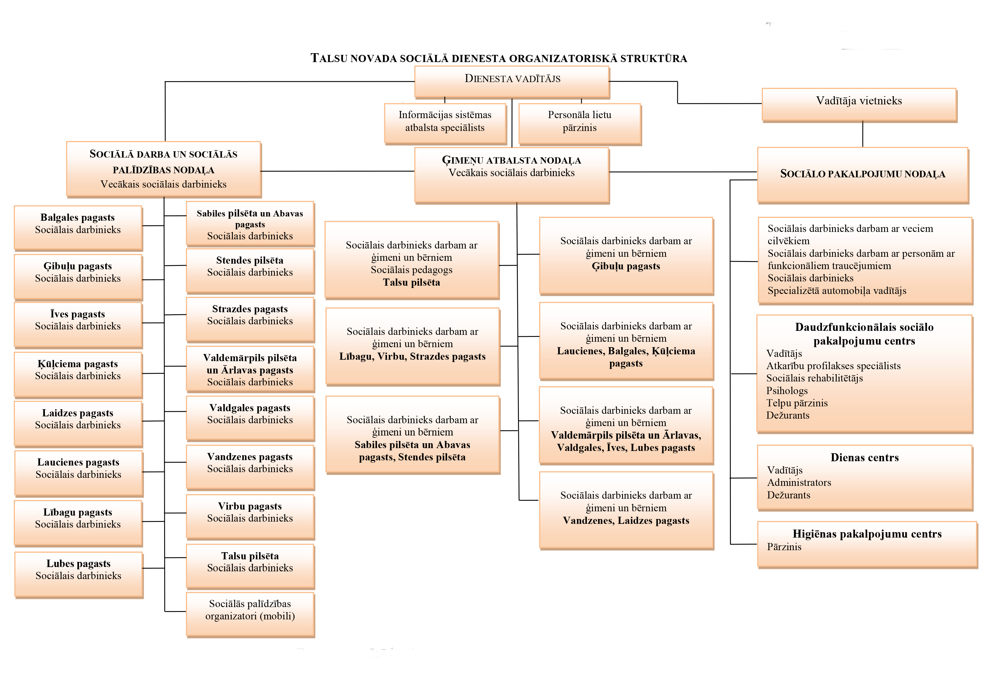 TALSU NOVADA SOCIĀLĀ DIENESTA ORGANIZATORISKĀ STRUKTŪRA
DIENESTA VADĪTĀJS
Vadītāja vietnieks
Informācijas sistēmas
atbalsta speciālists
Personāla lietu
pārzinis
SOCIĀLĀ DARBA UN SOCIĀLĀS
PALĪDZĪBAS NODAĻA
Vecākais sociālais darbinieks
ĢIMEŅU ATBALSTA NODAĻA
Vecākais sociālais darbinieks
SOCIĀLO PAKALPOJUMU NODAĻA
Balgales pagasts
Sociālais darbinieks
Ģibuļu pagasts
Sociālais darbinieks
Īves pagasts
Sociālais darbinieks
Ķūļciema pagasts
Sociālais darbinieks
Laidzes pagasts
Sociālais darbinieks
Laucienes pagasts
Sociālais darbinieks
Lībagu pagasts
Sociālais darbinieks
Lubes pagasts
Sociālais darbinieks
Sabiles pilsēta un Abavas
pagasts
Sociālais darbinieks
Stendes pilsēta
Sociālais darbinieks
Strazdes pagasts
Sociālais darbinieks
Valdemārpils pilsēta
un Ārlavas pagasts
Sociālais darbinieks
Valdgales pagasts
Sociālais darbinieks
Vandzenes pagasts
Sociālais darbinieks
Virbu pagasts
Sociālais darbinieks
Talsu pilsēta
Sociālais darbinieks
Sociālās palīdzības
organizatori (mobili)
Sociālais darbinieks darbam ar
ģimeni un bērniem
Sociālais pedagogs
Talsu pilsēta
Sociālais darbinieks darbam ar
ģimeni un bērniem
Lībagu, Virbu, Strazdes pagasts
Sociālais darbinieks darbam ar
ģimeni un bērniem
Sabiles pilsēta un Abavas
pagasts, Stendes pilsēta
Sociālais darbinieks darbam ar
ģimeni un bērniem
Ģibuļu pagasts
Sociālais darbinieks darbam ar
ģimeni un bērniem
Laucienes, Balgales, Ķūļciema
pagasts
Sociālais darbinieks darbam ar
ģimeni un bērniem
Valdemārpils pilsēta un Ārlavas,
Valdgales, Īves, Lubes pagasts
Sociālais darbinieks darbam ar
ģimeni un bērniem
Vandzenes, Laidzes pagasts
Sociālais darbinieks darbam ar veciem
cilvēkiem
Sociālais darbinieks darbam ar personām ar
funkcionāliem traucējumiem
Sociālais darbinieks
Specializētā automobiļa vadītājs
Daudzfunkcionālais sociālo
pakalpojumu centrs
Vadītājs
Atkarību profilakses speciālists
Sociālais rehabilitētājs
Psihologs
Telpu pārzinis
Dežurants
Dienas centrs
Vadītājs
Administrators
Dežurants
Higiēnas pakalpojumu centrs
Pārzinis